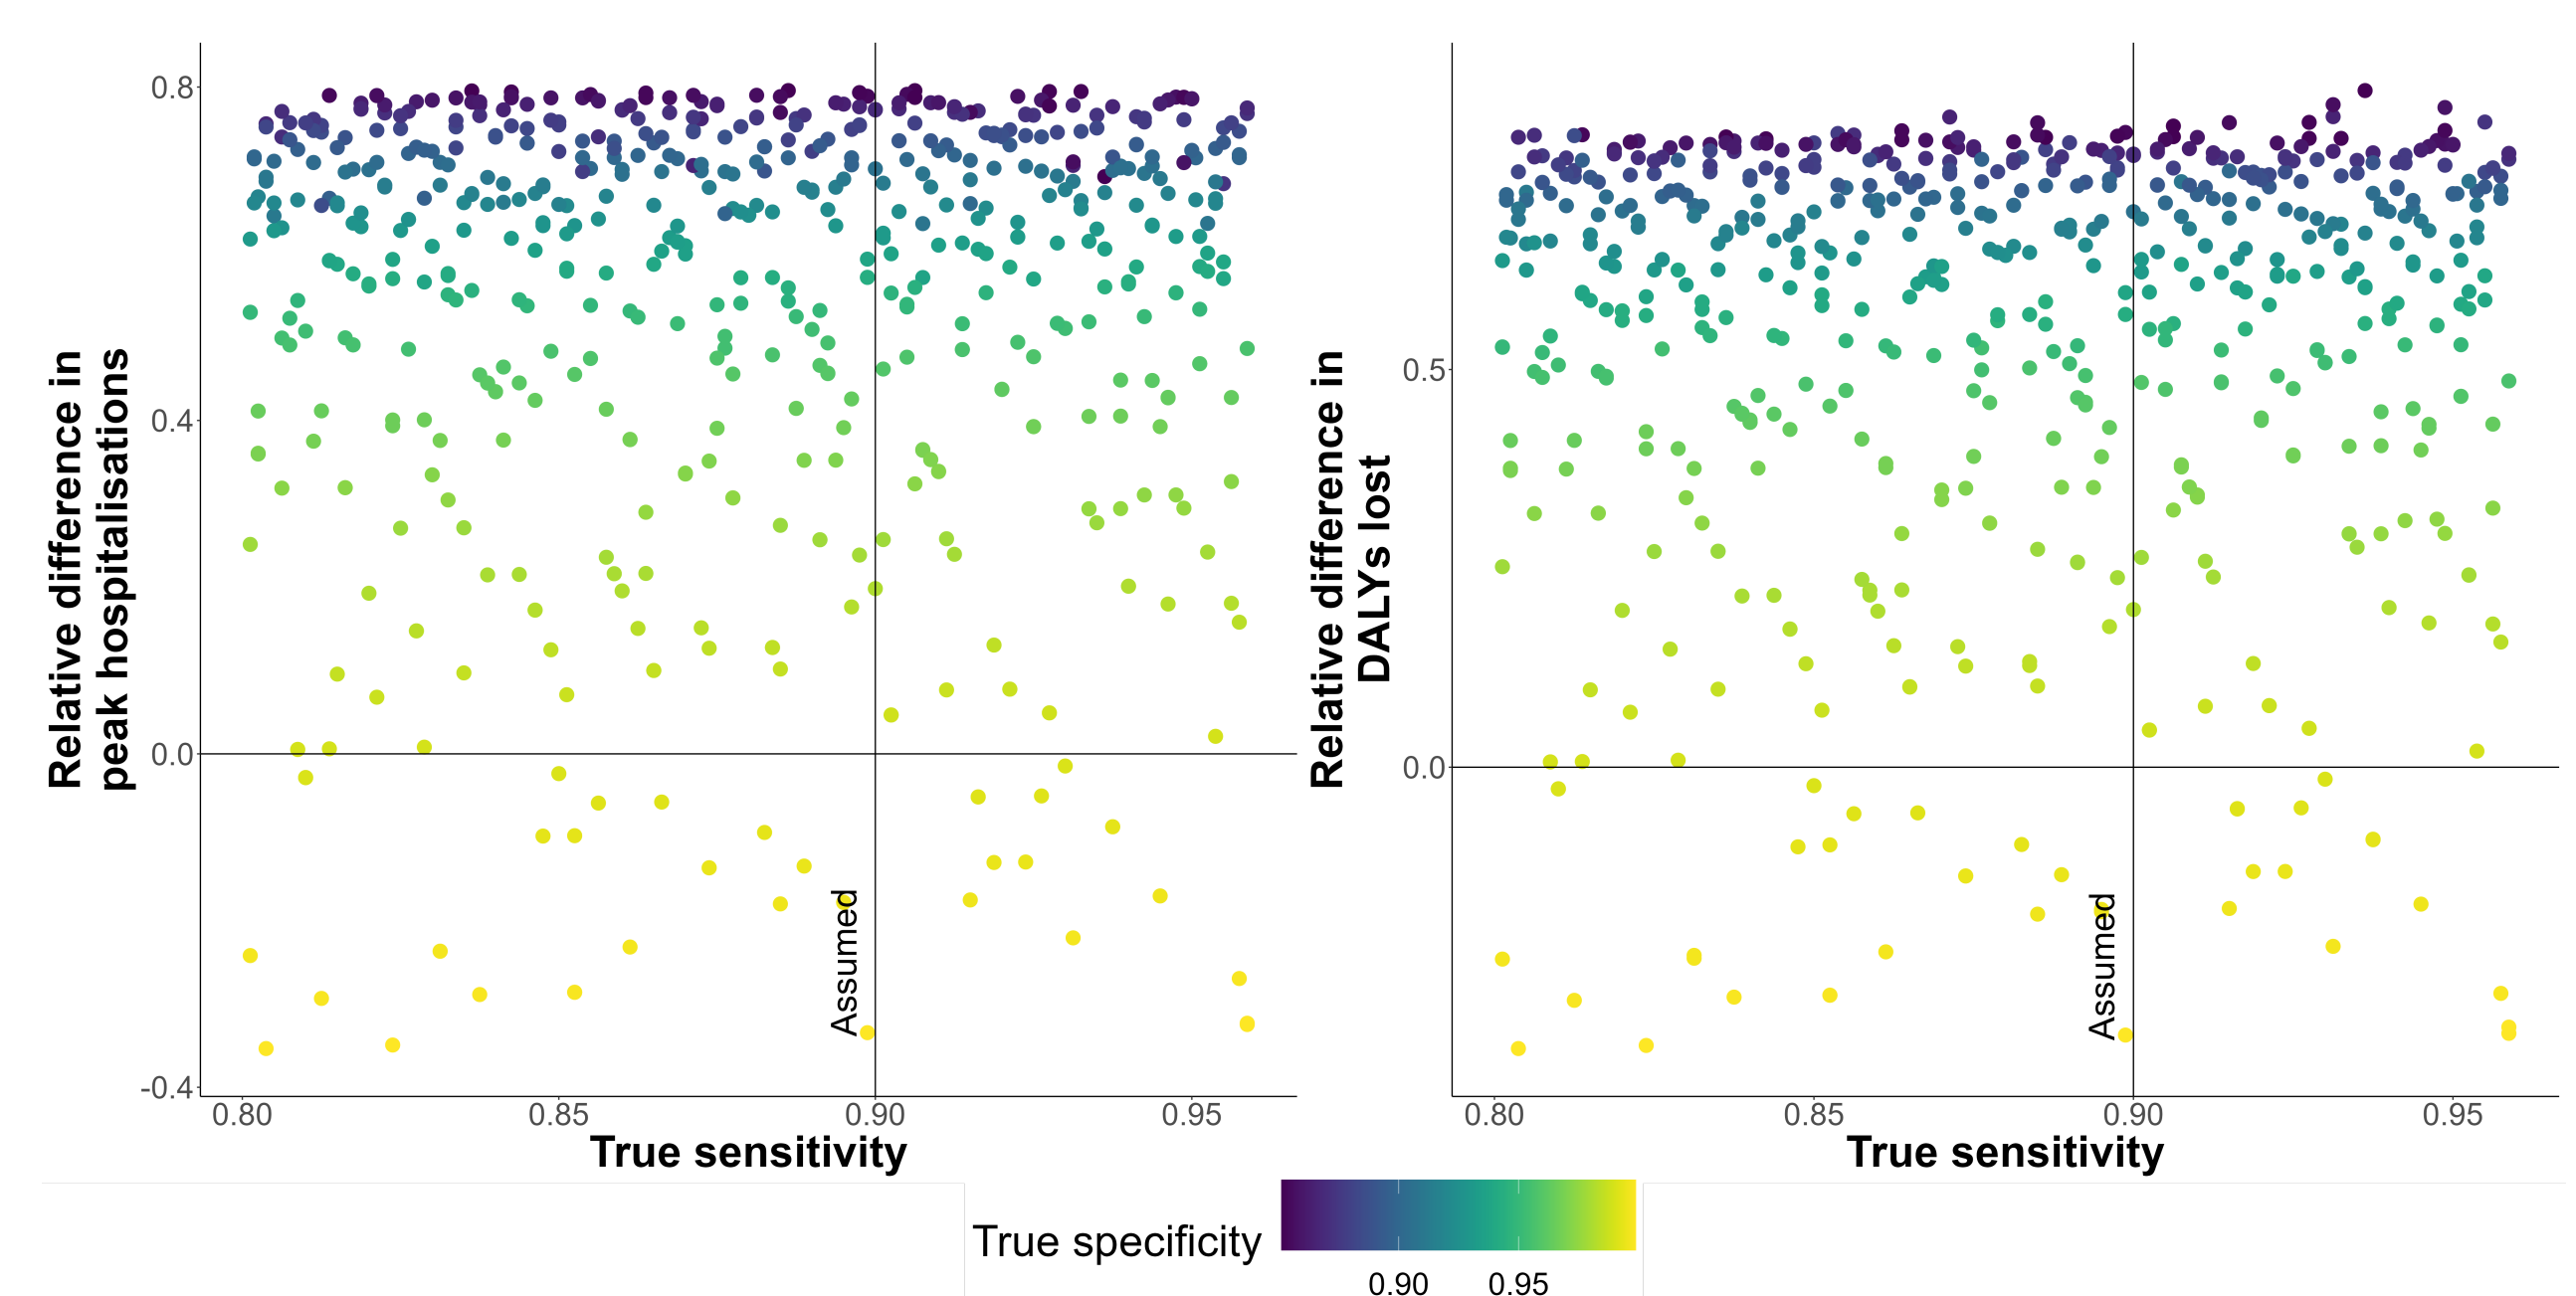 Relative difference in
peak hospitalisations
0.8
0.4
0.0
-0.4
Assumed
0.80 0.85 0.90 0.95
True sensitivity
Relative difference in
DALYs lost
0.5
0.0
Assumed
0.80 0.85 0.90 0.95
True sensitivity
True specificity
0.90 0.95